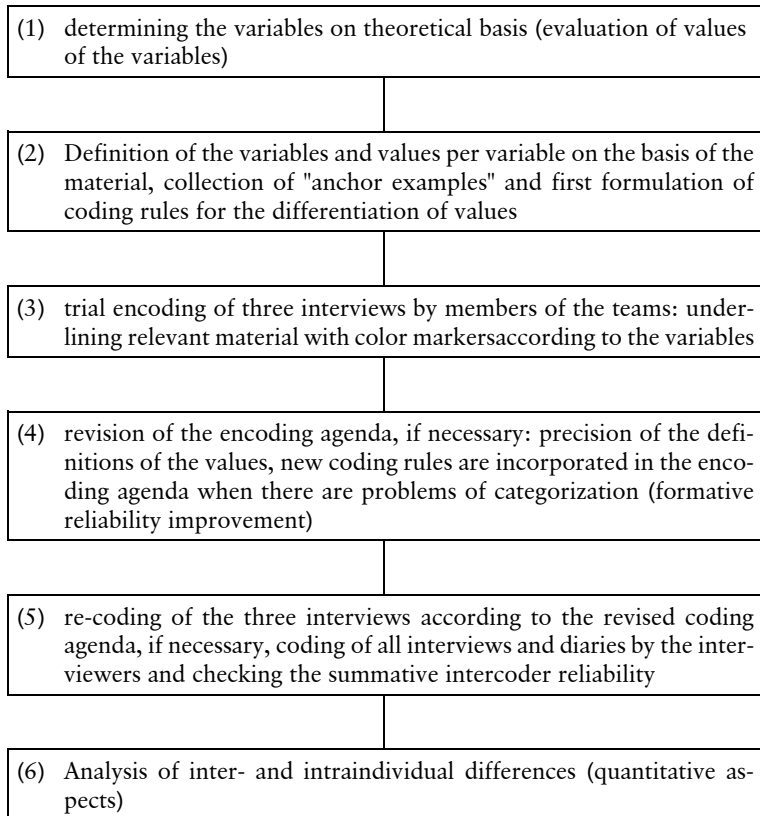 (1) determining the variables on theoretical basis (evaluation of values
of the variables)
(2) Definition of the variables and values per variable on the basis of the
material, collection of "anchor examples" and first formulation of
coding rules for the differentiation of values
(3) trial encoding of three interviews by members of the teams: under-
lining relevant material with color markersaccording to the variables
(4) revision of the encoding agenda, if necessary: precision of the defi-
nitions of the values, new coding rules are incorporated in the enco-
ding agenda when there are problems of categorization (formative
reliability improvement)
(5) re-coding of the three interviews according to the revised coding
agenda, if necessary, coding of all interviews and diaries by the inter-
viewers and checking the summative intercoder reliability
(6) Analysis of inter- and intraindividual differences (quantitative as-
pects)